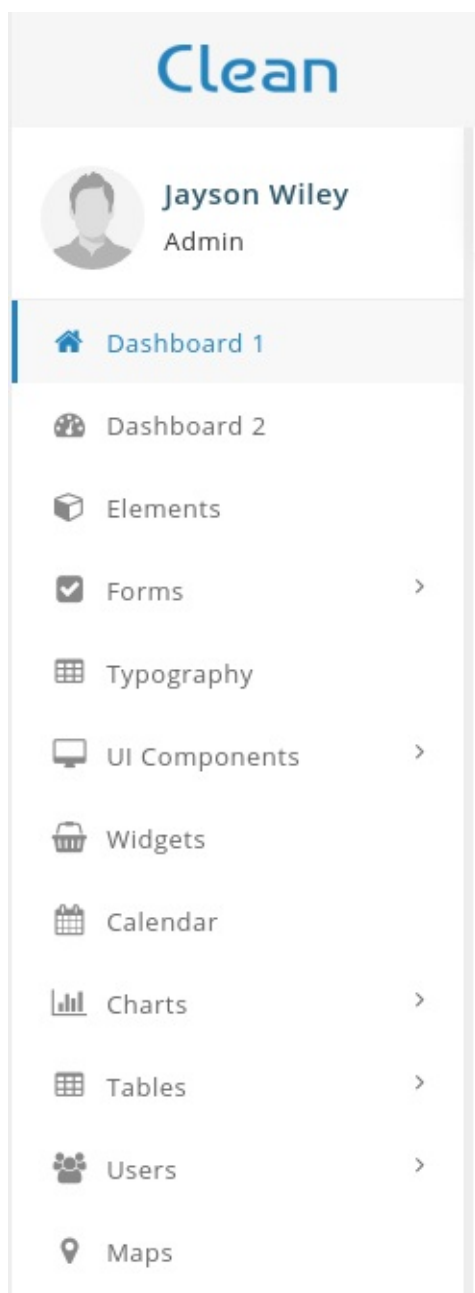 Clean
Jayson Wiley
Admin
Dashboard 1
Dashboard 2
Elements
Forms
Typography
UI Components
Widgets
Calendar
Charts
Tables
Users
Maps